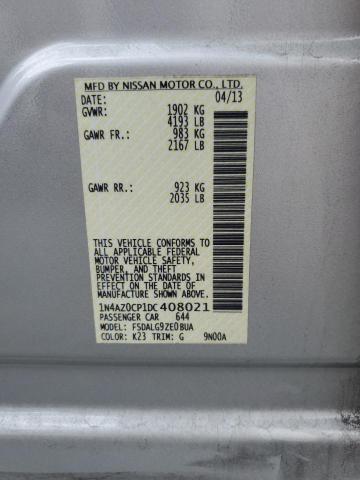 MFD BY NISSAN MOTOR CO., LTD.
DATE: 04/13
GVWR: 1902 KG
4193 LB
GAWR FR: 983 KG
2167 LB
GAWR RR: 923 KG
2035 LB
THIS VEHICLE CONFORMS TO
ALL APPLICABLE FEDERAL
MOTOR VEHICLE SAFETY,
BUMPER, AND THEFT
PREVENTION STANDARDS
IN EFFECT ON THE DATE OF
MANUFACTURE SHOWN ABOVE.
1N4AZ0CP1DC408021
PASSENGER CAR 644
MODEL: FSDALG9ZE0BUA
COLOR: K23 TRIM: G 9N00A